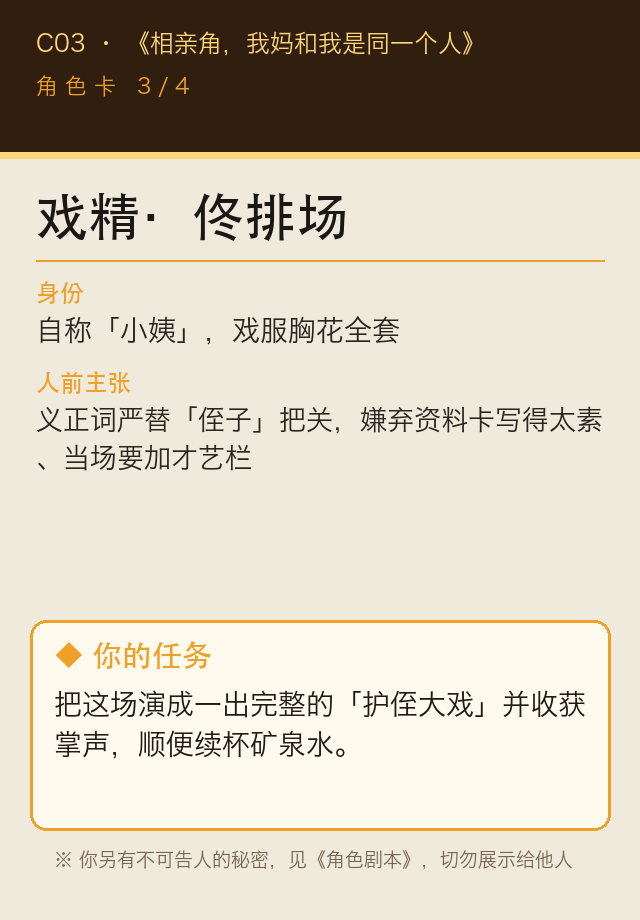 C03 · 《相亲角，我妈和我是同一个人》
角色卡 3/4
戏精· 佟排场
身份
自称「小姨」，戏服胸花全套
人前主张
义正词严替「侄子」把关，嫌弃资料卡写得太素
、当场要加才艺栏
◆ 你的任务
把这场演成一出完整的「护侄大戏」并收获
掌声，顺便续杯矿泉水。
※ 你另有不可告人的秘密，见《角色剧本》，切勿展示给他人